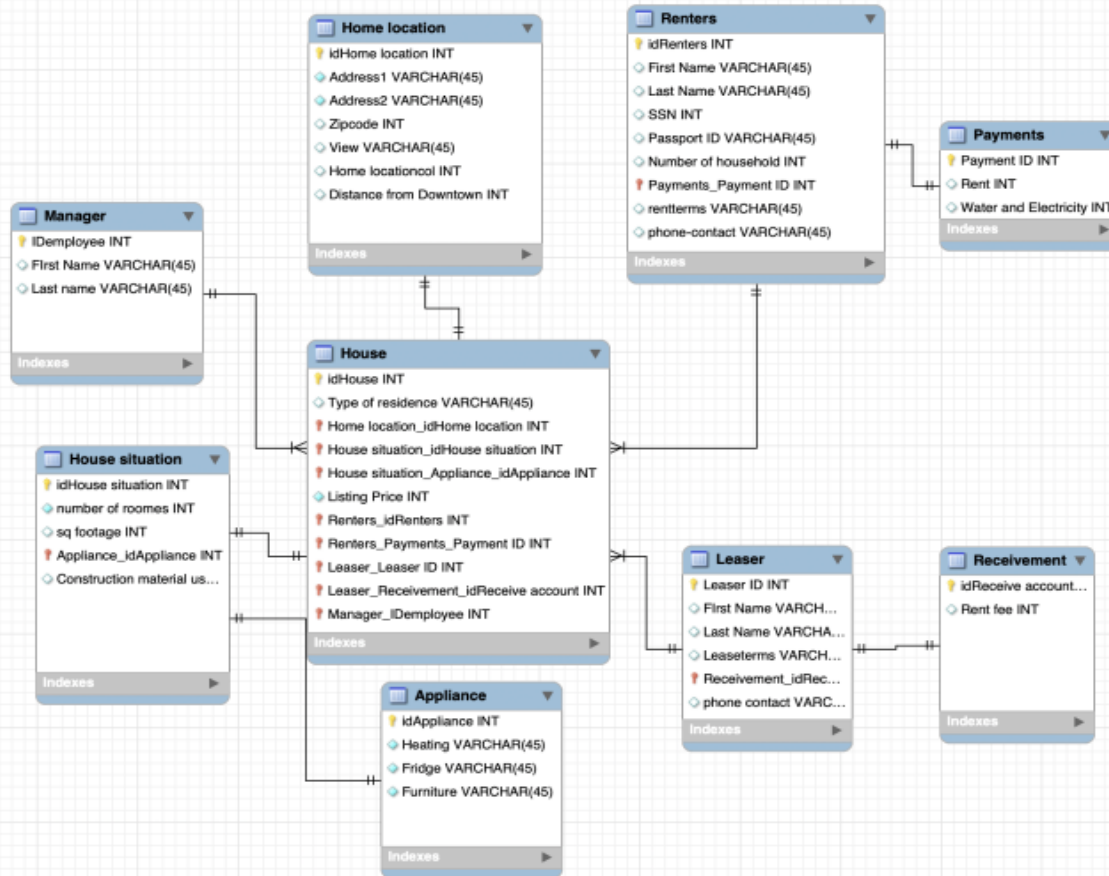 Home location
idHome location INT
Address1 VARCHAR(45)
Address2 VARCHAR(45)
Zipcode INT
View VARCHAR(45)
Home locationcol INT
Distance from Downtown INT
Indexes
Renters
idRenters INT
First Name VARCHAR(45)
Last Name VARCHAR(45)
SSN INT
Passport ID VARCHAR(45)
Number of household INT
Payments_Payment ID INT
rentterms VARCHAR(45)
phone-contact VARCHAR(45)
Indexes
Payments
Payment ID INT
Rent INT
Water and Electricity INT
Indexes
Manager
IDemployee INT
FIrst Name VARCHAR(45)
Last name VARCHAR(45)
Indexes
House
idHouse INT
Type of residence VARCHAR(45)
Home location_idHome location INT
House situation_idHouse situation INT
House situation_Appliance_idAppliance INT
Listing Price INT
Renters_idRenters INT
Renters_Payments_Payment ID INT
Leaser_Leaser ID INT
Leaser_Receivement_idReceive account INT
Manager_IDemployee INT
Indexes
House situation
idHouse situation INT
number of roomes INT
sq footage INT
Appliance_idAppliance INT
Construction material us...
Indexes
Leaser
Leaser ID INT
FIrst Name VARCH...
Last Name VARCHA...
Leaseterms VARCH...
Receivement_idRec...
phone contact VARC...
Indexes
Receivement
idReceive account...
Rent fee INT
Indexes
Appliance
idAppliance INT
Heating VARCHAR(45)
Fridge VARCHAR(45)
Furniture VARCHAR(45)
Indexes